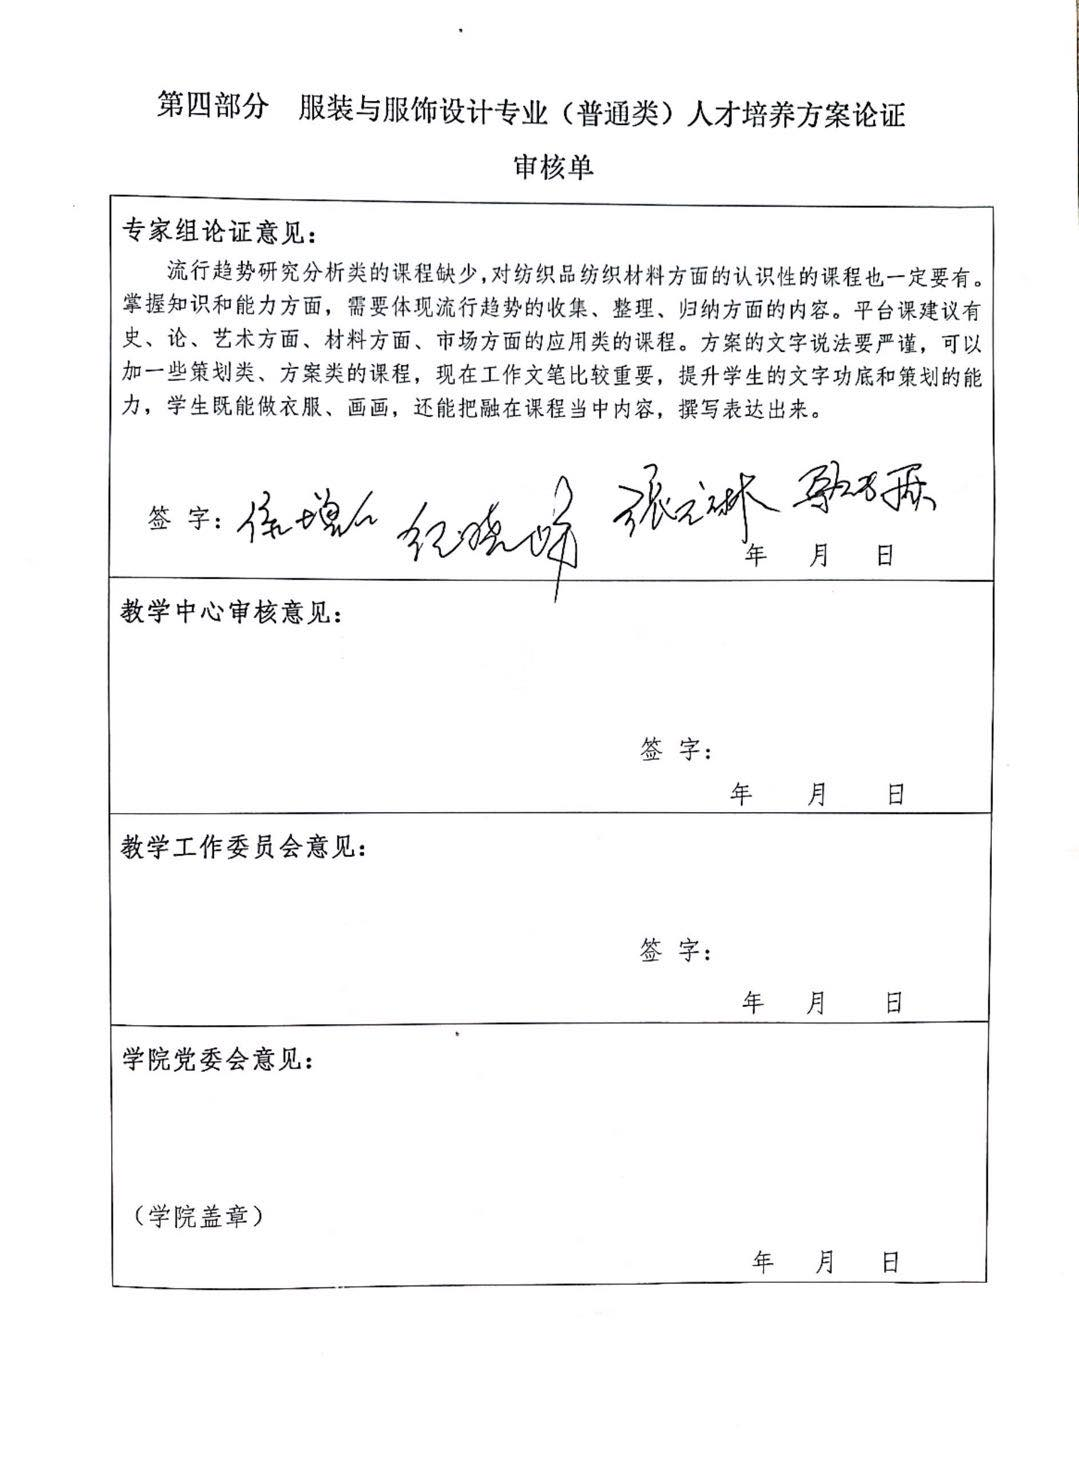 第四部分 服装与服饰设计专业（普通类）人才培养方案论证
审核单
专家组论证意见：
流行趋势研究分析类的课程缺少，对纺织品纺织材料方面的认识性的课程也一定要有。
掌握知识和能力方面，需要体现流行趋势的收集、整理、归纳方面的内容。平台课建议有
史、论、艺术方面、材料方面、市场方面的应用类的课程。方案的文字说法要严谨，可以
加一些策划类、方案类的课程，现在工作文笔比较重要，提升学生的文字功底和策划的能
力，学生既能做衣服、画画，还能把融在课程当中内容，撰写表达出来。
签 字：
年 月 日
教学中心审核意见：
签 字：
年 月 日
教学工作委员会意见：
签 字：
年 月 日
学院党委会意见：
（学院盖章）
年 月 日